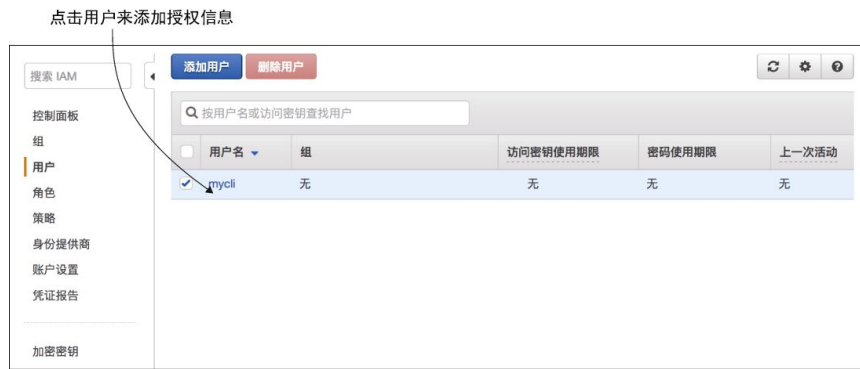 点击用户来添加授权信息
搜索 IAM
添加用户 删除用户
控制面板
组
用户
角色
策略
身份提供商
账户设置
凭证报告
加密密钥
按用户名或访问密钥查找用户
用户名 组 访问密钥使用期限 密码使用期限 上一次活动
mycli 无 无 无 无